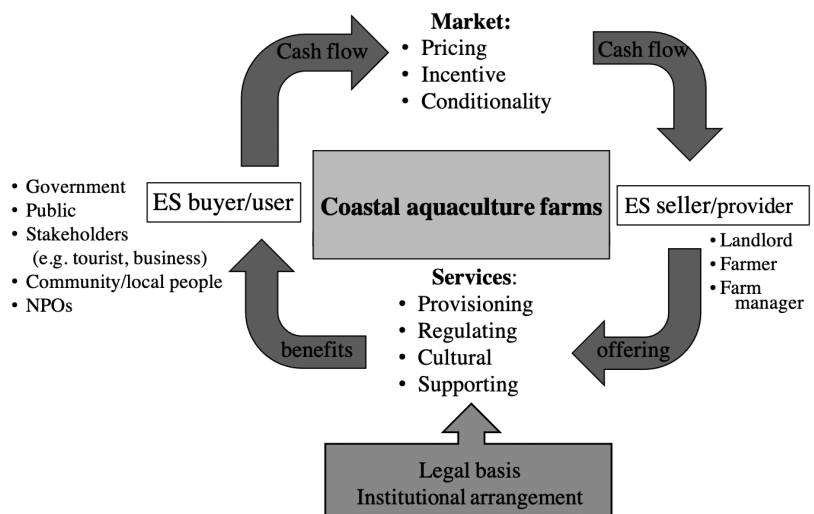 Market:
• Pricing
• Incentive
• Conditionality
Cash flow
Cash flow
• Government
• Public
• Stakeholders
(e.g. tourist, business)
• Community/local people
• NPOs
ES buyer/user
Coastal aquaculture farms
ES seller/provider
• Landlord
• Farmer
• Farm
manager
Services:
• Provisioning
• Regulating
• Cultural
• Supporting
benefits
offering
Legal basis
Institutional arrangement